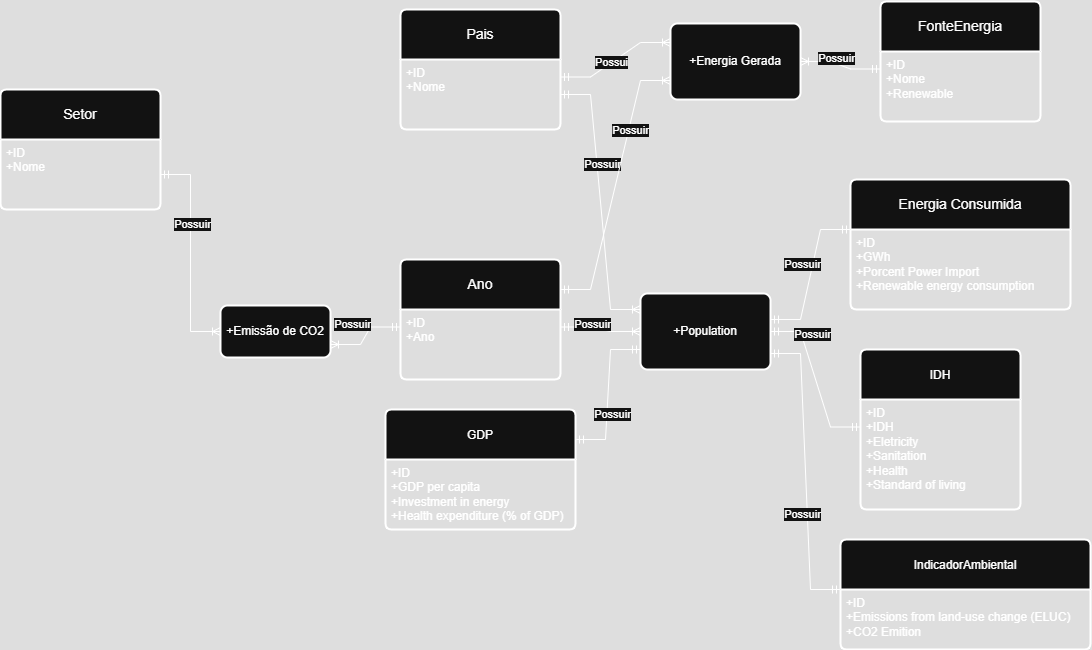 Pais
+ID
+Nome
Possui
+Energia Gerada
Possuir
FonteEnergia
+ID
+Nome
+Renewable
Setor
+ID
+Nome
Possuir
Possuir
Possuir
Energia Consumida
+ID
+GWh
+Porcent Power Import
+Renewable energy consumption
Possuir
Ano
+ID
+Ano
+Emissão de CO2
Possuir
Possuir
+Population
Possuir
IDH
+ID
+IDH
+Eletricity
+Sanitation
+Health
+Standard of living
GDP
+ID
+GDP per capita
+Investment in energy
+Health expenditure (% of GDP)
Possuir
Possuir
IndicadorAmbiental
+ID
+Emissions from land-use change (ELUC)
+CO2 Emition